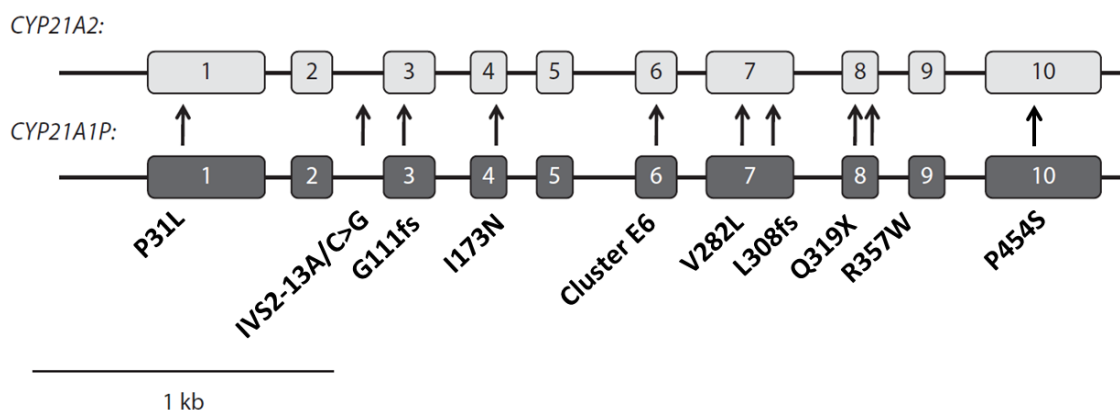 CYP21A2:
1 2 3 4 5 6 7 8 9 10
CYP21A1P:
1 2 3 4 5 6 7 8 9 10
P31L
IVS2-13A/C>G
G111fs
I173N
Cluster E6
V282L
L308fs
Q319X
R357W
P454S
1 kb